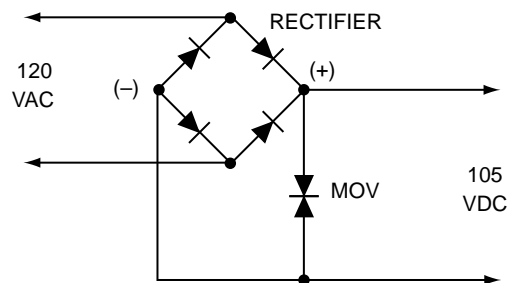 RECTIFIER
120
VAC
(–)
(+)
MOV
105
VDC